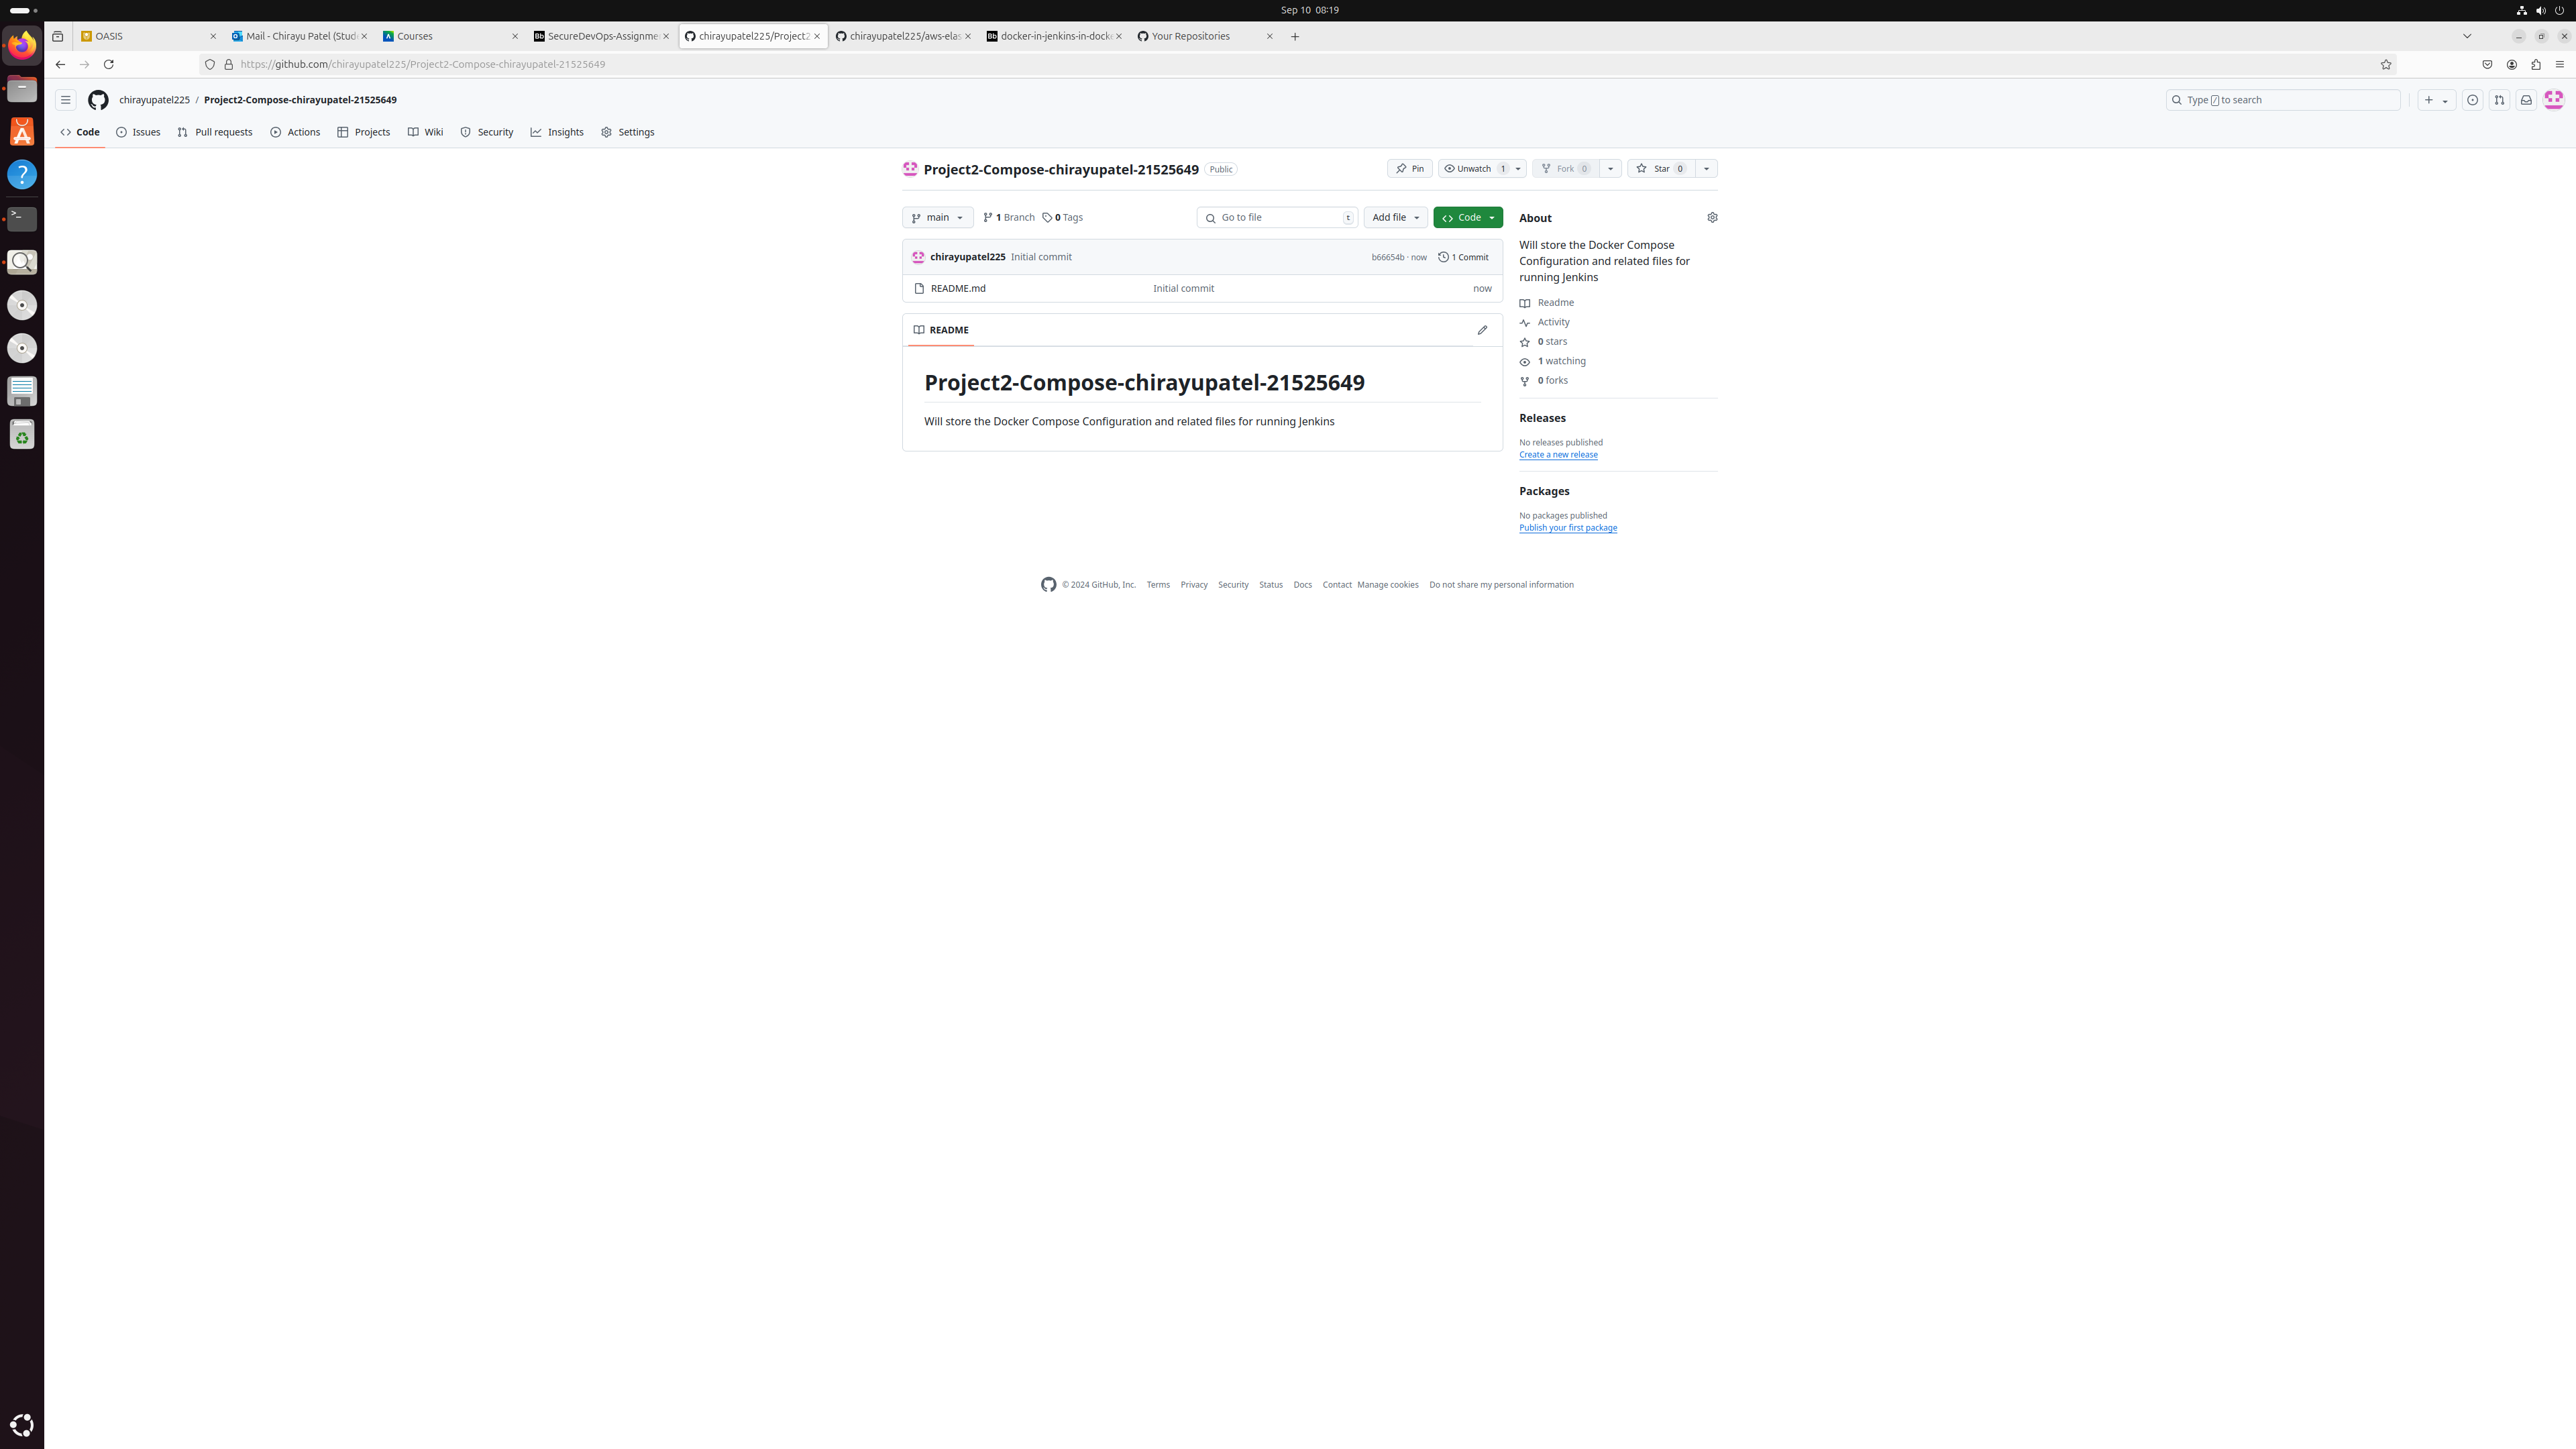 Sep 10 08:19
OASIS
Mail - Chirayu Patel (Stud
Courses
SecureDevOps-Assignme
chirayupatel225/Project2
chirayupatel225/aws-elas
docker-in-jenkins-in-docke
Your Repositories
https://github.com/chirayupatel225/Project2-Compose-chirayupatel-21525649
chirayupatel225 / Project2-Compose-chirayupatel-21525649
Type / to search
Code Issues Pull requests Actions Projects Wiki Security Insights Settings
Project2-Compose-chirayupatel-21525649 Public
Pin Unwatch 1 Fork 0 Star 0
main 1 Branch 0 Tags Go to file t Add file Code
chirayupatel225 Initial commit b66654b · now 1 Commit
README.md Initial commit now
README
Project2-Compose-chirayupatel-21525649
Will store the Docker Compose Configuration and related files for running Jenkins
About
Will store the Docker Compose
Configuration and related files for
running Jenkins
Readme
Activity
0 stars
1 watching
0 forks
Releases
No releases published
Create a new release
Packages
No packages published
Publish your first package
© 2024 GitHub, Inc. Terms Privacy Security Status Docs Contact Manage cookies Do not share my personal information